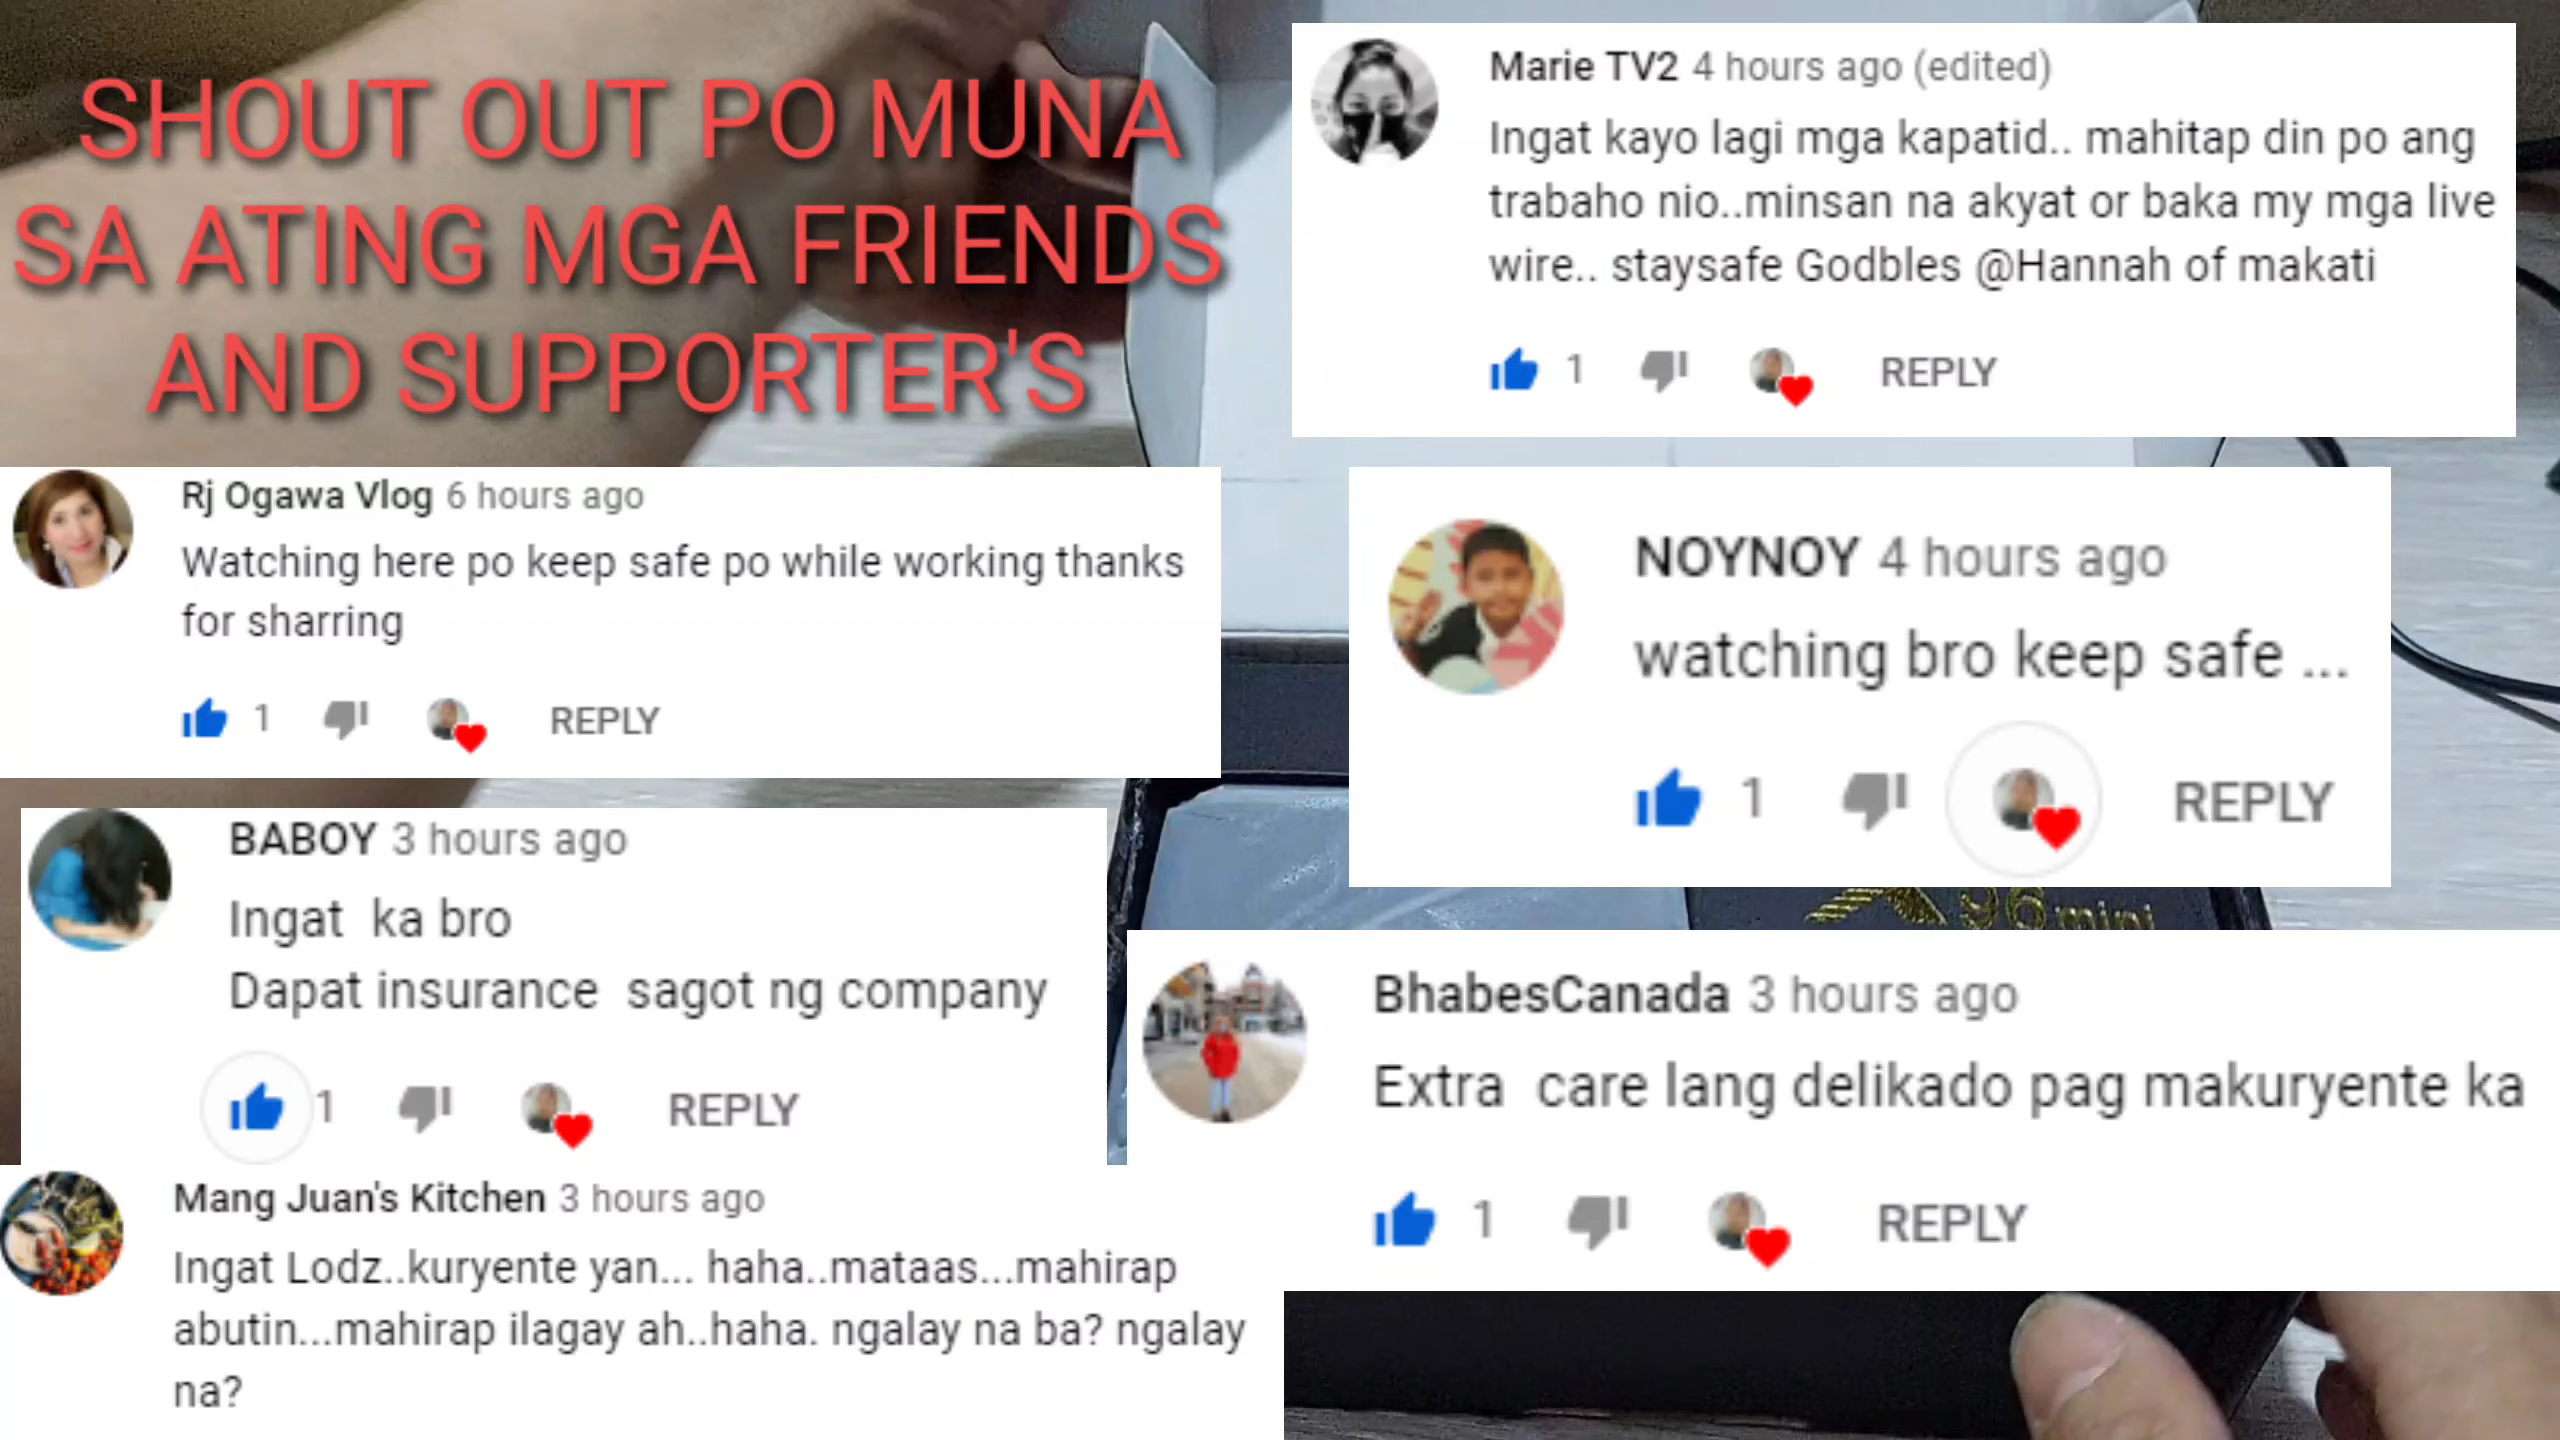 SHOUT OUT PO MUNA
SA ATING MGA FRIENDS
AND SUPPORTER'S
Marie TV2 4 hours ago (edited)
Ingat kayo lagi mga kapatid.. mahitap din po ang
trabaho nio..minsan na akyat or baka my mga live
wire.. staysafe Godbles @Hannah of makati
1 REPLY
Rj Ogawa Vlog 6 hours ago
Watching here po keep safe po while working thanks
for sharring
1 REPLY
NOYNOY 4 hours ago
watching bro keep safe ...
1 REPLY
BABOY 3 hours ago
Ingat ka bro
Dapat insurance sagot ng company
1 REPLY
X96 mini
BhabesCanada 3 hours ago
Extra care lang delikado pag makuryente ka
1 REPLY
Mang Juan's Kitchen 3 hours ago
Ingat Lodz..kuryente yan... haha..mataas...mahirap
abutin...mahirap ilagay ah..haha. ngalay na ba? ngalay
na?